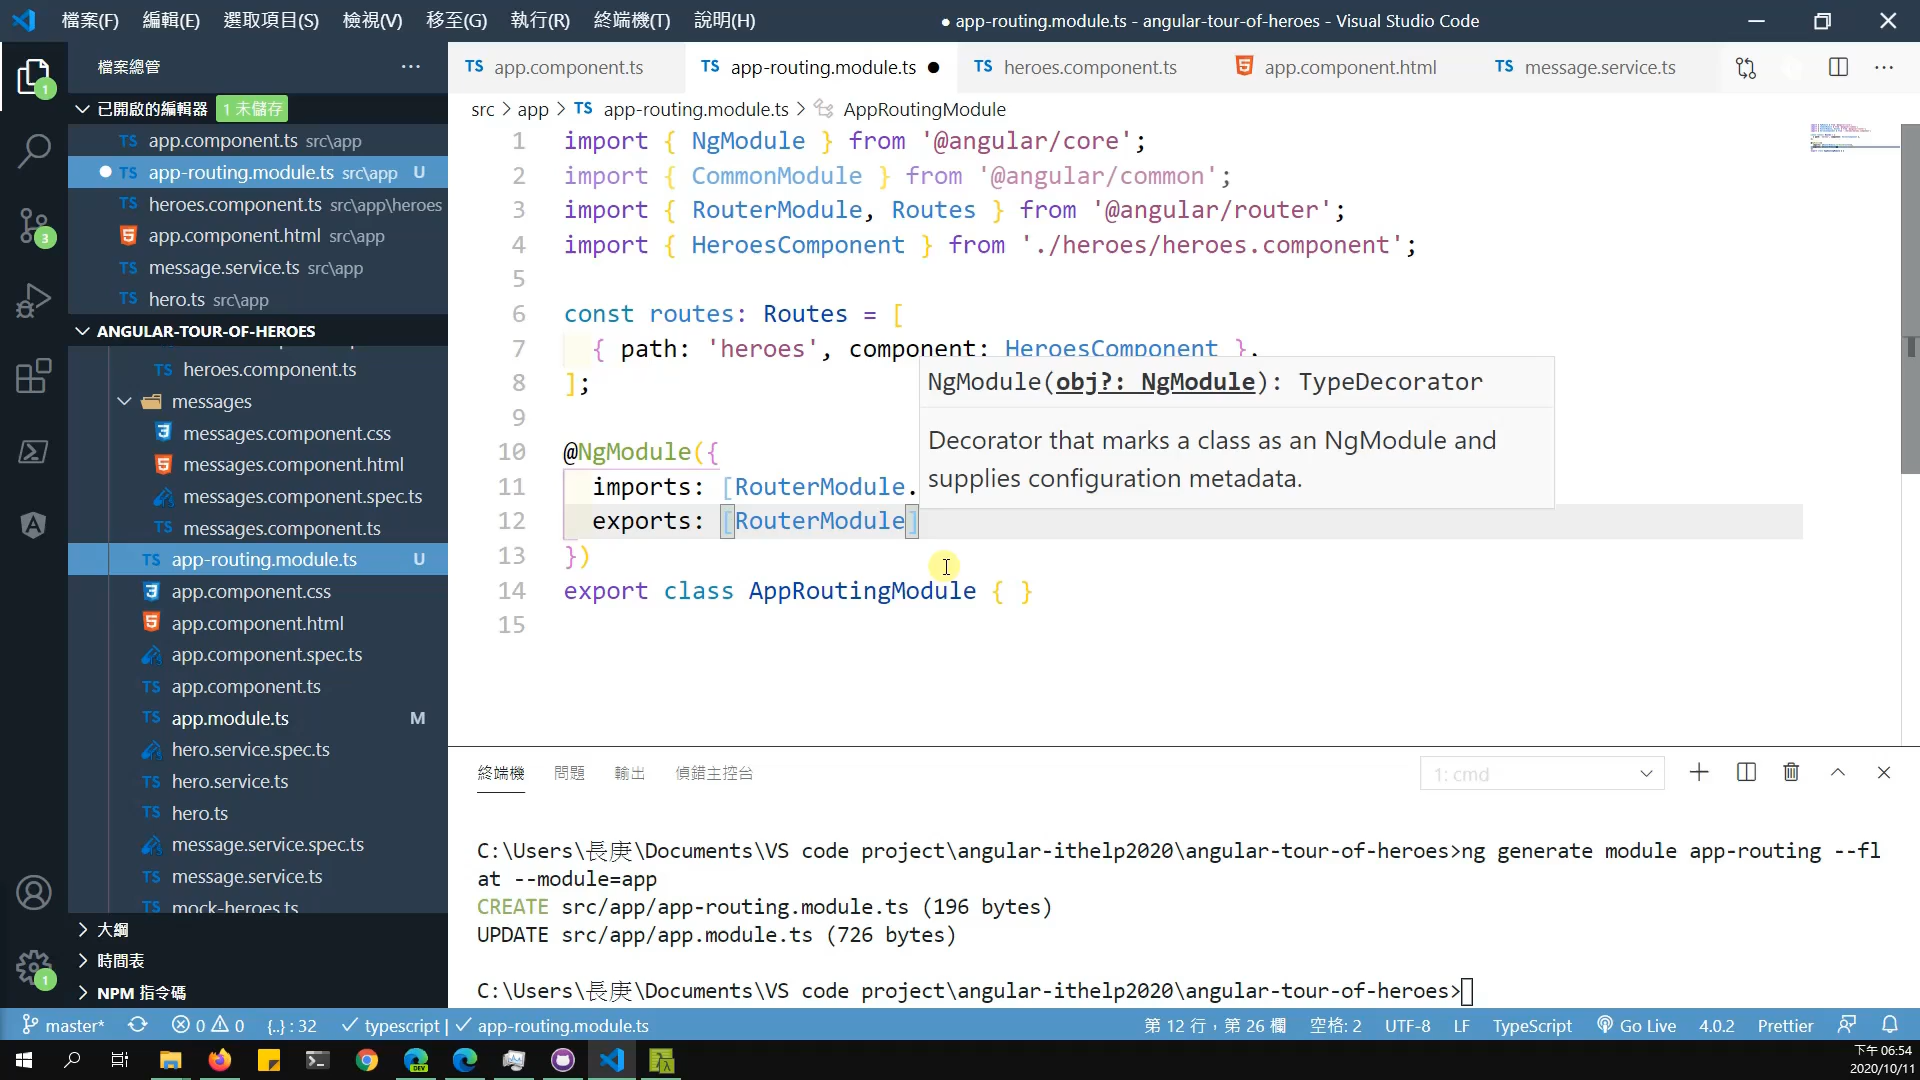 檔案(F) 編輯(E) 選取項目(S) 檢視(V) 移至(G) 執行(R) 終端機(T) 說明(H) ● app-routing.module.ts - angular-tour-of-heroes - Visual Studio Code
檔案總管 ···
已開啟的編輯器 1 未儲存
TS app.component.ts src\app
TS app-routing.module.ts src\app U
TS heroes.component.ts src\app\heroes
app.component.html src\app
TS message.service.ts src\app
TS hero.ts src\app
ANGULAR-TOUR-OF-HEROES
TS heroes.component.ts
messages
messages.component.css
messages.component.html
messages.component.spec.ts
TS messages.component.ts
TS app-routing.module.ts U
app.component.css
app.component.html
app.component.spec.ts
TS app.component.ts
TS app.module.ts M
hero.service.spec.ts
TS hero.service.ts
TS hero.ts
message.service.spec.ts
TS message.service.ts
TS mock-heroes.ts
大綱
時間表
NPM 指令碼
1
3
1
TS app.component.ts TS app-routing.module.ts ● TS heroes.component.ts app.component.html TS message.service.ts
src > app > TS app-routing.module.ts > AppRoutingModule
1 import { NgModule } from '@angular/core';
2 import { CommonModule } from '@angular/common';
3 import { RouterModule, Routes } from '@angular/router';
4 import { HeroesComponent } from './heroes/heroes.component';
5
6 const routes: Routes = [
7 { path: 'heroes', component: HeroesComponent },
8 ];
9
10 @NgModule({
11 imports: [RouterModule.
12 exports: [RouterModule]
13 })
14 export class AppRoutingModule { }
15
NgModule(obj?: NgModule): TypeDecorator
Decorator that marks a class as an NgModule and
supplies configuration metadata.
終端機 問題 輸出 偵錯主控台 1: cmd
C:\Users\長庚\Documents\VS code project\angular-ithelp2020\angular-tour-of-heroes>ng generate module app-routing --fl
at --module=app
CREATE src/app/app-routing.module.ts (196 bytes)
UPDATE src/app/app.module.ts (726 bytes)
C:\Users\長庚\Documents\VS code project\angular-ithelp2020\angular-tour-of-heroes>
master* 0 0 {..} : 32 typescript | app-routing.module.ts 第 12 行，第 26 欄 空格: 2 UTF-8 LF TypeScript Go Live 4.0.2 Prettier
下午 06:54
2020/10/11